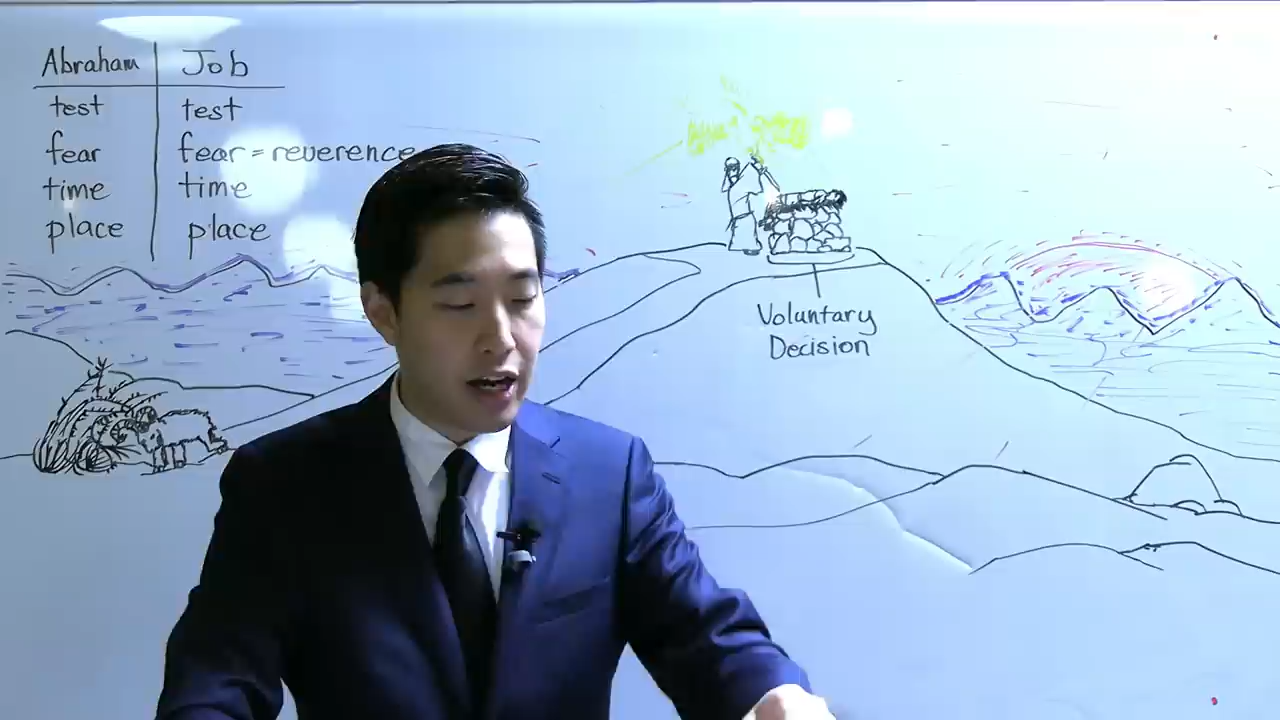 Abraham Job
test test
fear fear = reverence
time time
place place
Voluntary
Decision